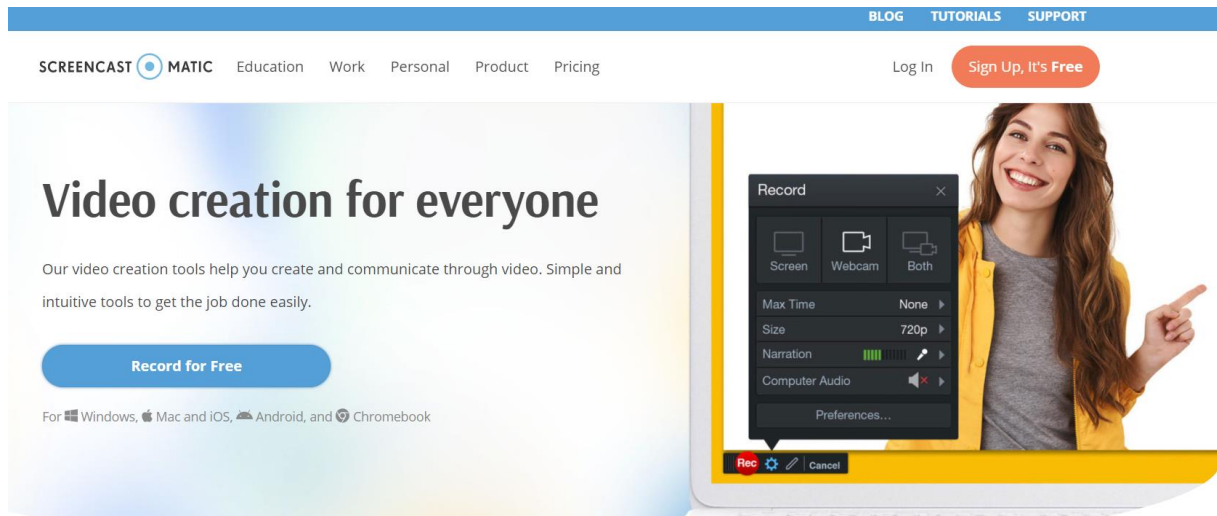 BLOG TUTORIALS SUPPORT
SCREENCAST MATIC Education Work Personal Product Pricing Log In Sign Up, It's Free
Video creation for everyone
Our video creation tools help you create and communicate through video. Simple and
intuitive tools to get the job done easily.
Record for Free
For Windows, Mac and iOS, Android, and Chromebook
Record
Screen Webcam Both
Max Time None
Size 720p
Narration
Computer Audio
Preferences...
Rec Cancel